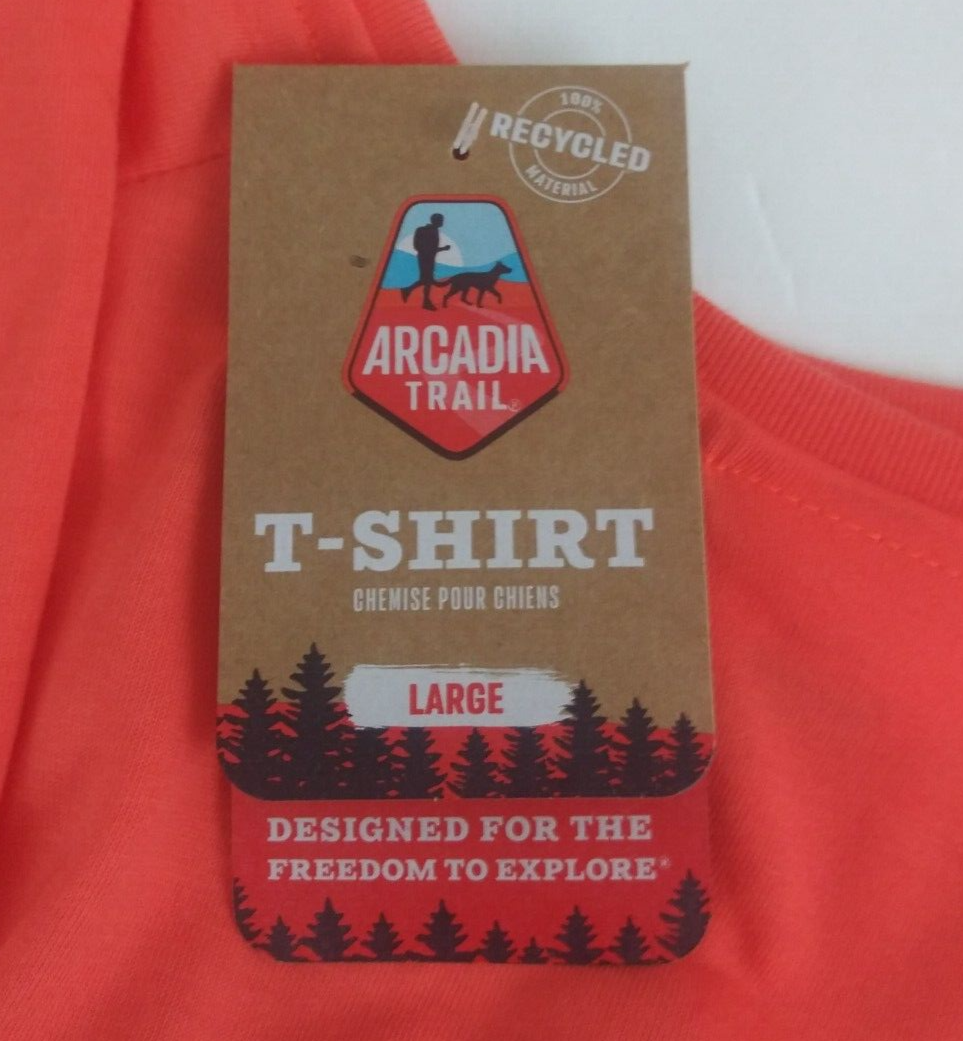 100%
RECYCLED
MATERIAL
ARCADIA
TRAIL®
T-SHIRT
CHEMISE POUR CHIENS
LARGE
DESIGNED FOR THE
FREEDOM TO EXPLORE®